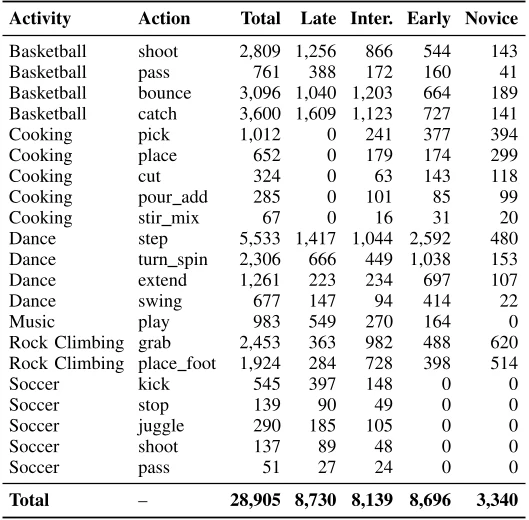 Activity Action Total Late Inter. Early Novice
Basketball shoot 2,809 1,256 866 544 143
Basketball pass 761 388 172 160 41
Basketball bounce 3,096 1,040 1,203 664 189
Basketball catch 3,600 1,609 1,123 727 141
Cooking pick 1,012 0 241 377 394
Cooking place 652 0 179 174 299
Cooking cut 324 0 63 143 118
Cooking pour_add 285 0 101 85 99
Cooking stir_mix 67 0 16 31 20
Dance step 5,533 1,417 1,044 2,592 480
Dance turn_spin 2,306 666 449 1,038 153
Dance extend 1,261 223 234 697 107
Dance swing 677 147 94 414 22
Music play 983 549 270 164 0
Rock Climbing grab 2,453 363 982 488 620
Rock Climbing place_foot 1,924 284 728 398 514
Soccer kick 545 397 148 0 0
Soccer stop 139 90 49 0 0
Soccer juggle 290 185 105 0 0
Soccer shoot 137 89 48 0 0
Soccer pass 51 27 24 0 0
Total – 28,905 8,730 8,139 8,696 3,340